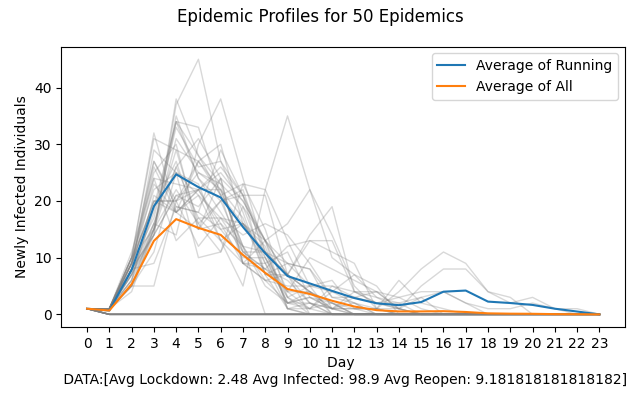 Epidemic Profiles for 50 Epidemics
Newly Infected Individuals
40
30
20
10
0
Average of Running
Average of All
0 1 2 3 4 5 6 7 8 9 10 11 12 13 14 15 16 17 18 19 20 21 22 23
Day
DATA:[Avg Lockdown: 2.48 Avg Infected: 98.9 Avg Reopen: 9.181818181818182]